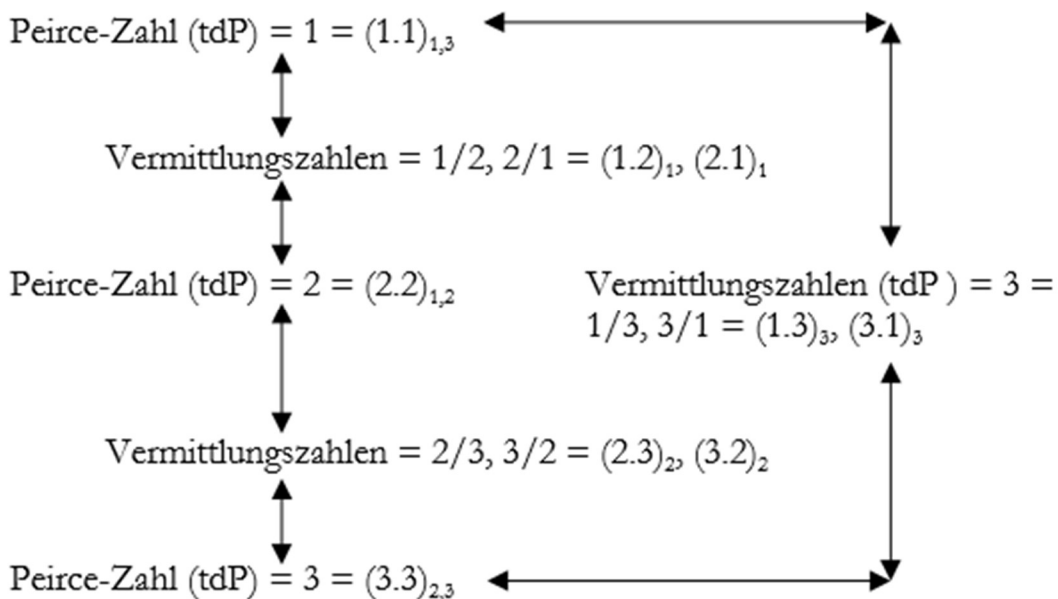 Peirce-Zahl (tdP) = 1 = (1.1)₁,₃
Vermittlungszahlen = 1/2, 2/1 = (1.2)₁, (2.1)₁
Peirce-Zahl (tdP) = 2 = (2.2)₁,₂
Vermittlungszahlen (tdP ) = 3 =
1/3, 3/1 = (1.3)₃, (3.1)₃
Vermittlungszahlen = 2/3, 3/2 = (2.3)₂, (3.2)₂
Peirce-Zahl (tdP) = 3 = (3.3)₂,₃